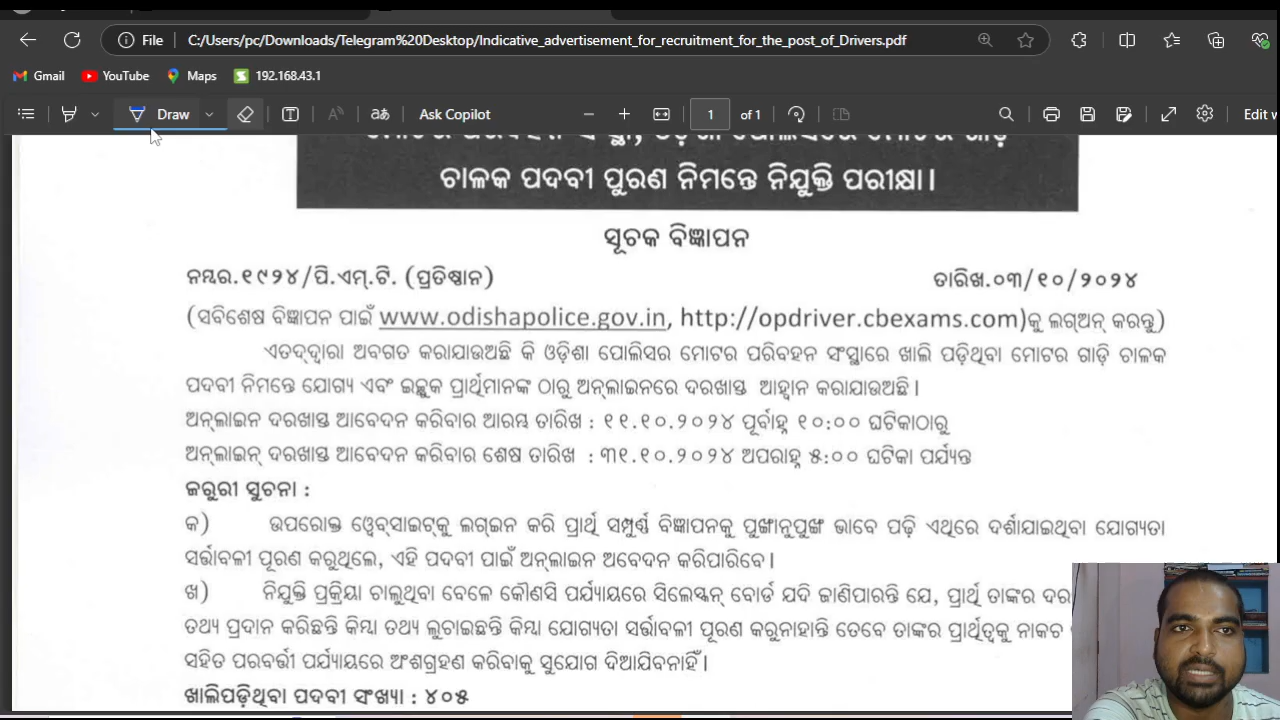 File C:/Users/pc/Downloads/Telegram%20Desktop/Indicative_advertisement_for_recruitment_for_the_post_of_Drivers.pdf
Gmail YouTube Maps 192.168.43.1
Draw Ask Copilot 1 of 1 Edit
ଚାଳକ ପଦବୀ ପୁରଣ ନିମନ୍ତେ ନିଯୁକ୍ତି ପରୀକ୍ଷା।
ସୂଚକ ବିଜ୍ଞାପନ
ନମ୍ବର.୧୯୨୪/ପି.ଏମ୍.ଟି. (ପ୍ରତିଷ୍ଠାନ) ତାରିଖ.୦୩/୧୦/୨୦୨୪
(ସବିଶେଷ ବିଜ୍ଞାପନ ପାଇଁ www.odishapolice.gov.in, http://opdriver.cbexams.com)କୁ ଲଗ୍ଅନ୍ କରନ୍ତୁ)
ଏତଦ୍ଦ୍ୱାରା ଅବଗତ କରାଯାଉଅଛି କି ଓଡ଼ିଶା ପୋଲିସର ମୋଟର ପରିବହନ ସଂସ୍ଥାରେ ଖାଲି ପଡ଼ିଥିବା ମୋଟର ଗାଡ଼ି ଚାଳକ
ପଦବୀ ନିମନ୍ତେ ଯୋଗ୍ୟ ଏବଂ ଇଚ୍ଛୁକ ପ୍ରାର୍ଥିମାନଙ୍କ ଠାରୁ ଅନ୍‌ଲାଇନରେ ଦରଖାସ୍ତ ଆହ୍ୱାନ କରାଯାଉଅଛି।
ଅନ୍‌ଲାଇନ ଦରଖାସ୍ତ ଆବେଦନ କରିବାର ଆରମ୍ଭ ତାରିଖ : ୧୧.୧୦.୨୦୨୪ ପୂର୍ବାହ୍ନ ୧୦:୦୦ ଘଟିକାଠାରୁ
ଅନ୍‌ଲାଇନ୍ ଦରଖାସ୍ତ ଆବେଦନ କରିବାର ଶେଷ ତାରିଖ : ୩୧.୧୦.୨୦୨୪ ଅପରାହ୍ନ ୫:୦୦ ଘଟିକା ପର୍ଯ୍ୟନ୍ତ
ଜରୁରୀ ସୁଚନା :
କ) ଉପରୋକ୍ତ ୱେବ୍‌ସାଇଟ୍‌କୁ ଲଗ୍ଇନ କରି ପ୍ରାର୍ଥି ସମ୍ପୂର୍ଣ୍ଣ ବିଜ୍ଞାପନକୁ ପୁଙ୍ଖାନୁପୁଙ୍ଖ ଭାବେ ପଢ଼ି ଏଥିରେ ଦର୍ଶାଯାଇଥିବା ଯୋଗ୍ୟତା
ସର୍ତ୍ତାବଳୀ ପୂରଣ କରୁଥିଲେ, ଏହି ପଦବୀ ପାଇଁ ଅନ୍‌ଲାଇନ ଅବେଦନ କରିପାରିବେ।
ଖ) ନିଯୁକ୍ତି ପ୍ରକ୍ରିୟା ଚାଲୁଥିବା ବେଳେ କୌଣସି ପର୍ଯ୍ୟାୟରେ ସିଲେସ୍କନ୍ ବୋର୍ଡ ଯଦି ଜାଣିପାରନ୍ତି ଯେ, ପ୍ରାର୍ଥି ତାଙ୍କର
ତଥ୍ୟ ପ୍ରଦାନ କରିଛନ୍ତି କିମ୍ବା ତଥ୍ୟ ଲୁଚାଇଛନ୍ତି କିମ୍ବା ଯୋଗ୍ୟତା ସର୍ତ୍ତାବଳୀ ପୂରଣ କରୁନାହାନ୍ତି ତେବେ ତାଙ୍କର ପ୍ରାର୍ଥିତ୍ୱକୁ ନାକଚ
ସହିତ ପରବର୍ତ୍ତୀ ପର୍ଯ୍ୟାୟରେ ଅଂଶଗ୍ରହଣ କରିବାକୁ ସୁଯୋଗ ଦିଆଯିବନାହିଁ।
ଖାଲିପଡ଼ିଥିବା ପଦବୀ ସଂଖ୍ୟା : ୪୦୫